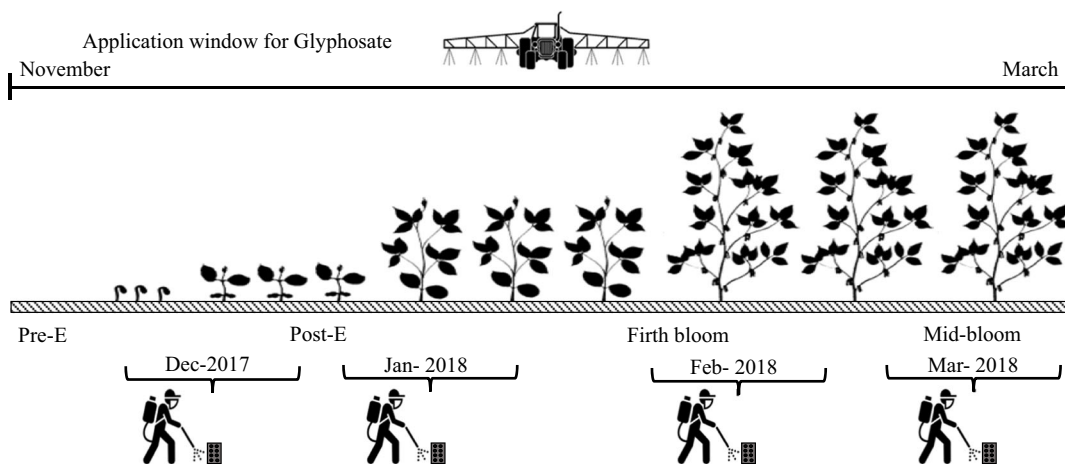 Application window for Glyphosate
November March
Pre-E Post-E Firth bloom Mid-bloom
Dec-2017 Jan- 2018 Feb- 2018 Mar- 2018